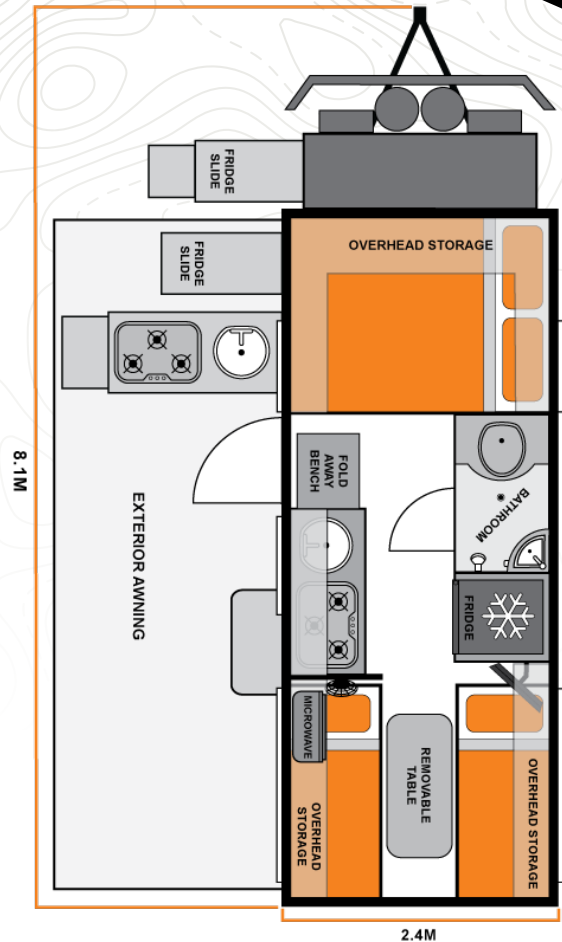 FRIDGE
SLIDE
OVERHEAD STORAGE
FRIDGE
SLIDE
FOLD
AWAY
BENCH
BATHROOM
8.1M
EXTERIOR AWNING
FRIDGE
MICROWAVE
REMOVABLE
TABLE
OVERHEAD
STORAGE
OVERHEAD STORAGE
2.4M